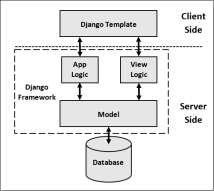 Django Template
Client
Side
App
Logic
View
Logic
Django
Framework
Model
Server
Side
Database